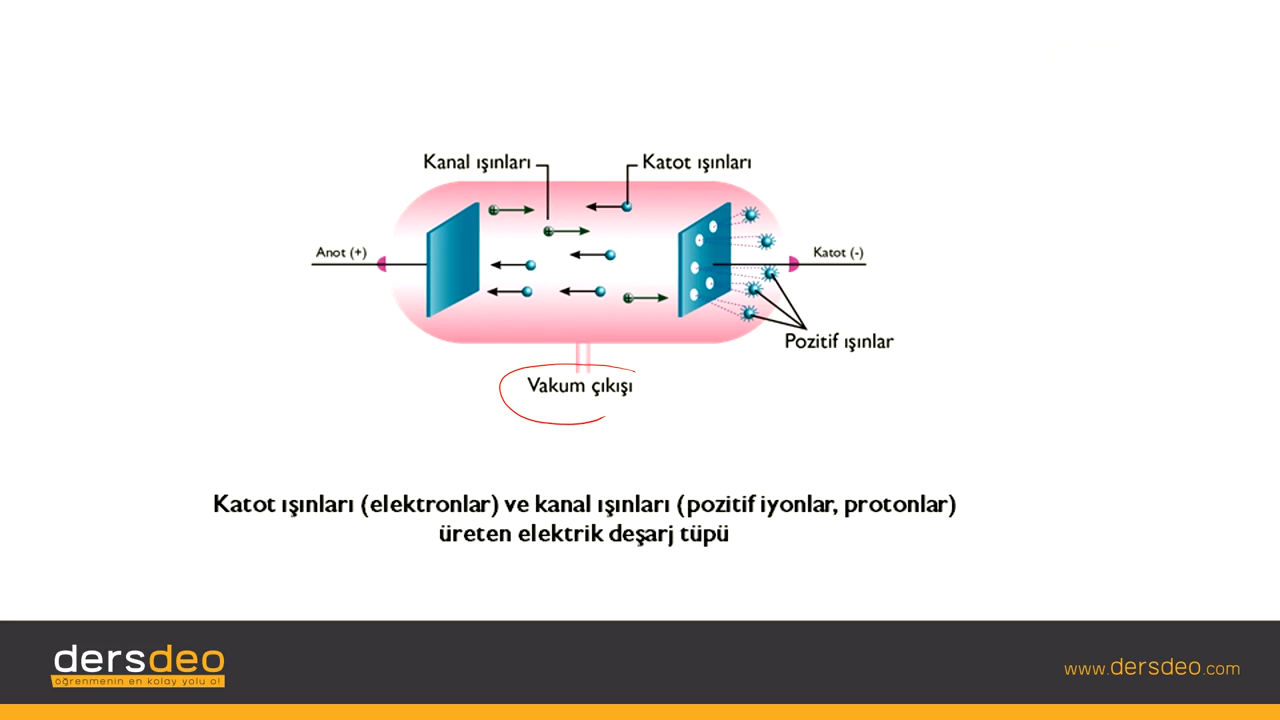 Kanal ışınları
Katot ışınları
Anot (+)
Katot (-)
Pozitif ışınlar
Vakum çıkışı
Katot ışınları (elektronlar) ve kanal ışınları (pozitif iyonlar, protonlar)
üreten elektrik deşarj tüpü
dersdeo
öğrenmenin en kolay yolu o!
www.dersdeo.com